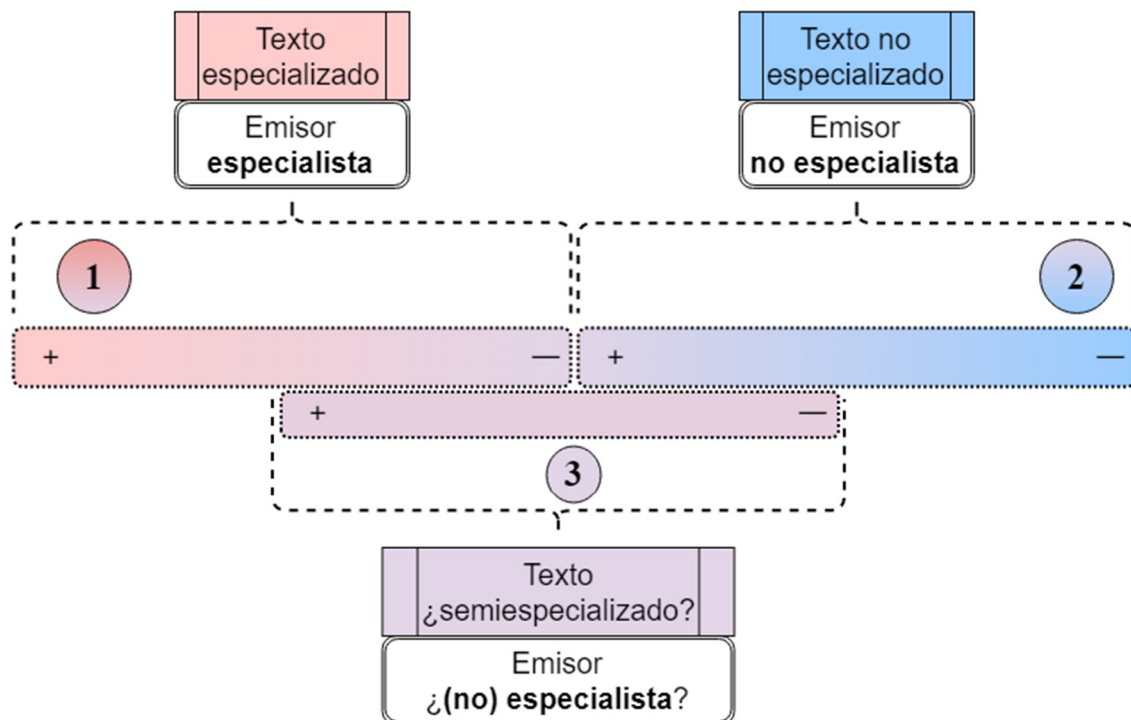 Texto
especializado
Emisor
especialista
Texto no
especializado
Emisor
no especialista
1
2
+ —
+ —
+ —
3
Texto
¿semiespecializado?
Emisor
¿(no) especialista?